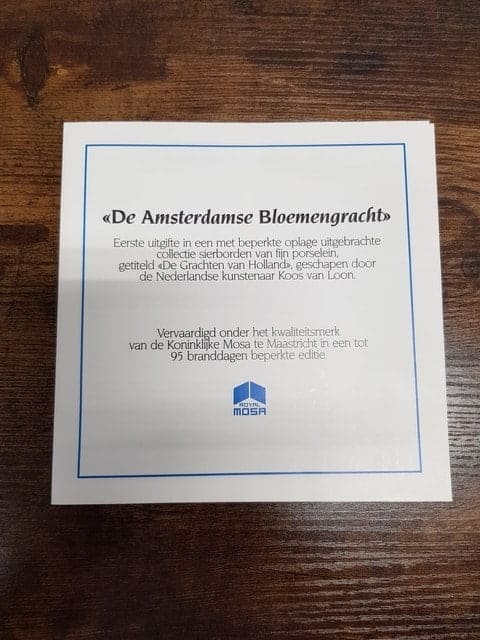 «De Amsterdamse Bloemengracht»
Eerste uitgifte in een met beperkte oplage uitgebrachte
collectie sierborden van fijn porselein,
getiteld «De Grachten van Holland», geschapen door
de Nederlandse kunstenaar Koos van Loon.
Vervaardigd onder het kwaliteitsmerk
van de Koninklijke Mosa te Maastricht in een tot
95 branddagen beperkte editie.
ROYAL
MOSA